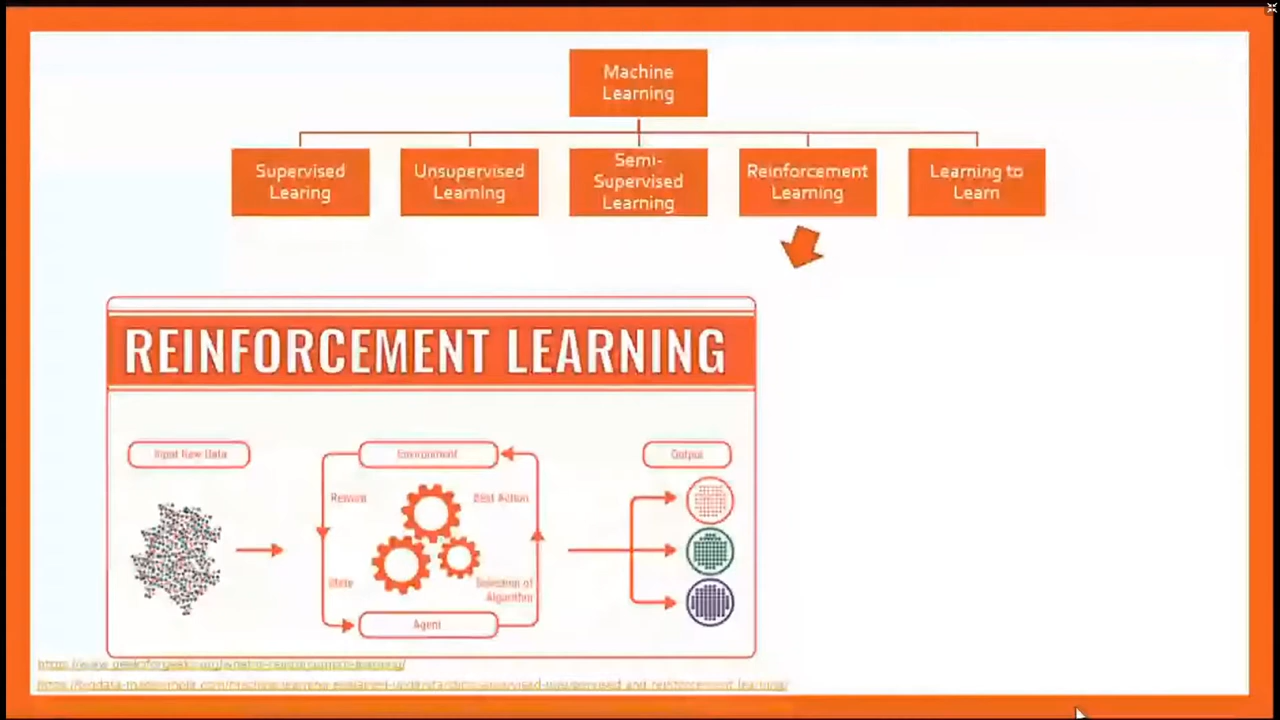 Machine
Learning
Supervised
Learing
Unsupervised
Learning
Semi-
Supervised
Learning
Reinforcement
Learning
Learning to
Learn
REINFORCEMENT LEARNING
Input Raw Data
Environment
Output
Reward
Best Action
State
Selection of
Algorithm
Agent